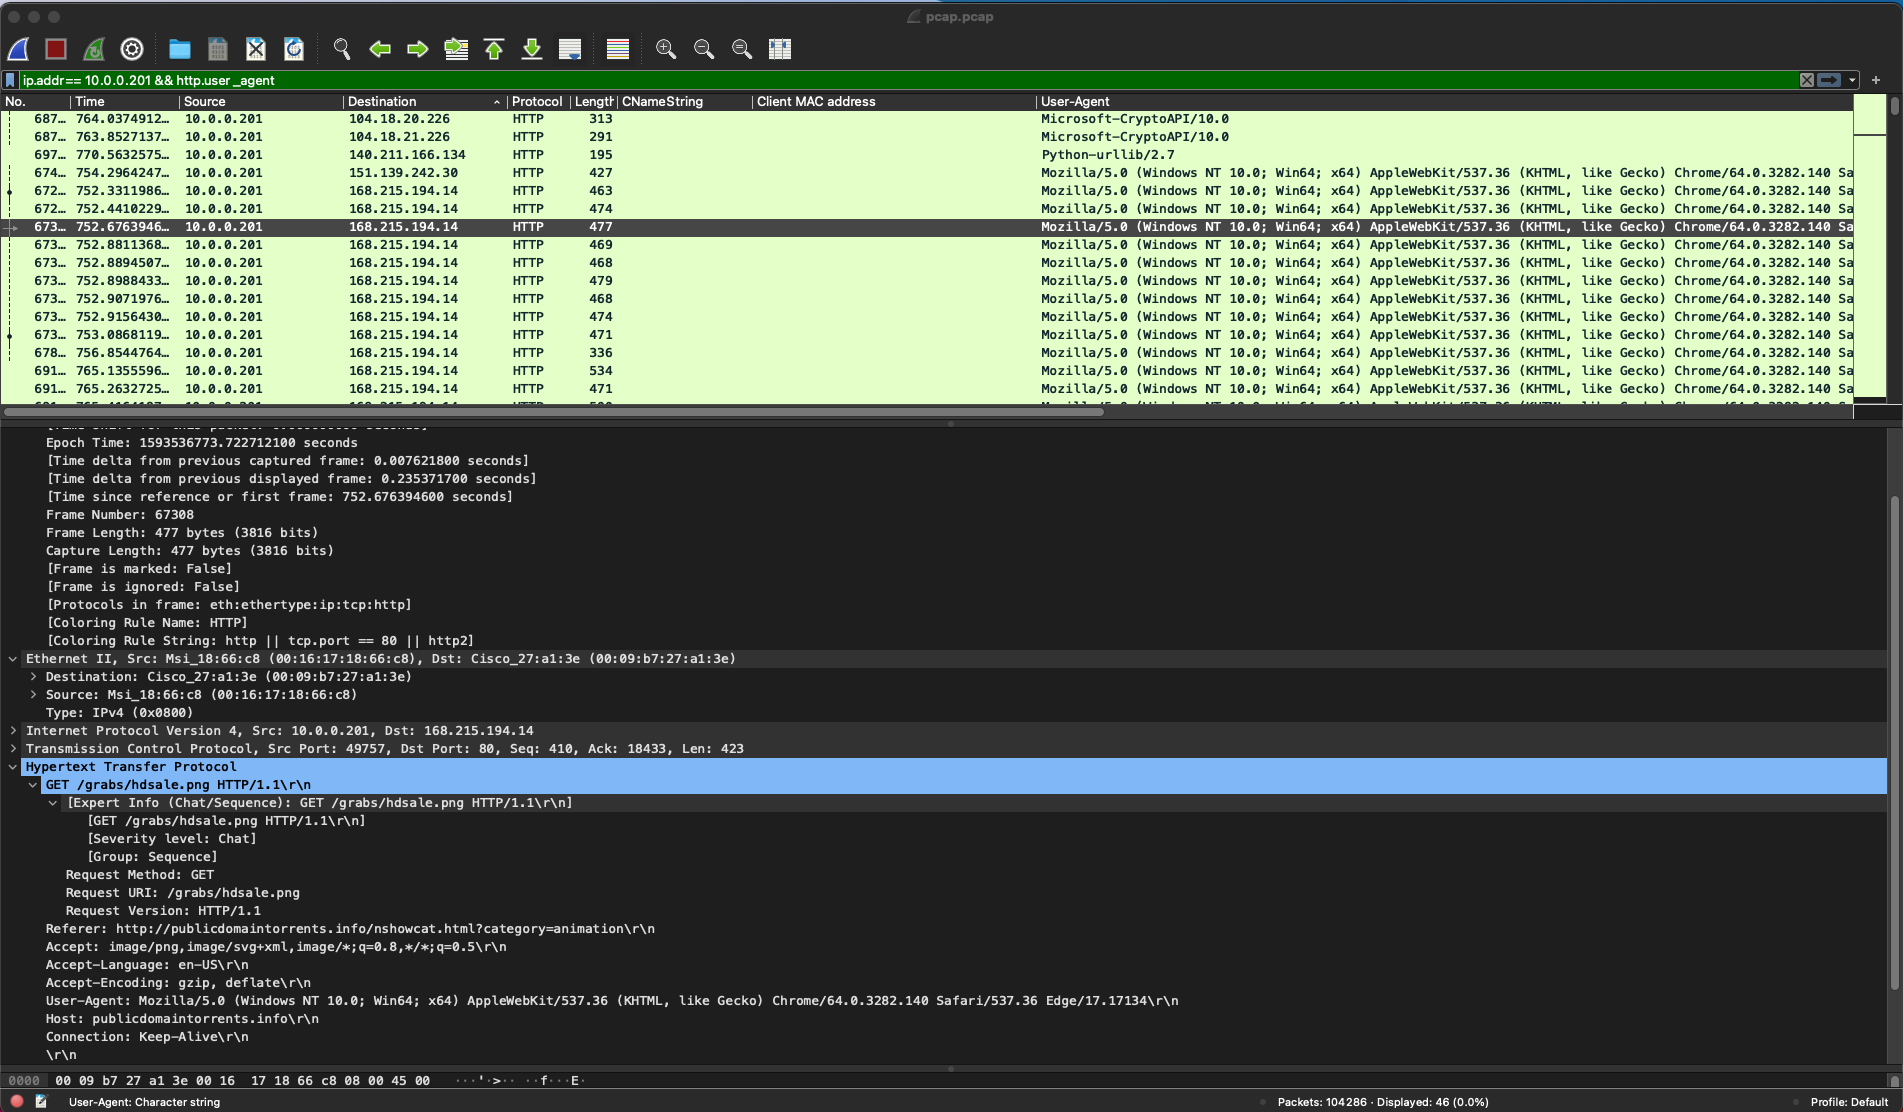 pcap.pcap
ip.addr== 10.0.0.201 && http.user _agent
No. Time Source Destination Protocol Length CNameString Client MAC address User-Agent
687… 764.0374912… 10.0.0.201 104.18.20.226 HTTP 313 Microsoft-CryptoAPI/10.0
687… 763.8527137… 10.0.0.201 104.18.21.226 HTTP 291 Microsoft-CryptoAPI/10.0
697… 770.5632575… 10.0.0.201 140.211.166.134 HTTP 195 Python-urllib/2.7
674… 754.2964247… 10.0.0.201 151.139.242.30 HTTP 427 Mozilla/5.0 (Windows NT 10.0; Win64; x64) AppleWebKit/537.36 (KHTML, like Gecko) Chrome/64.0.3282.140 Sa
672… 752.3311986… 10.0.0.201 168.215.194.14 HTTP 463 Mozilla/5.0 (Windows NT 10.0; Win64; x64) AppleWebKit/537.36 (KHTML, like Gecko) Chrome/64.0.3282.140 Sa
672… 752.4410229… 10.0.0.201 168.215.194.14 HTTP 474 Mozilla/5.0 (Windows NT 10.0; Win64; x64) AppleWebKit/537.36 (KHTML, like Gecko) Chrome/64.0.3282.140 Sa
673… 752.6763946… 10.0.0.201 168.215.194.14 HTTP 477 Mozilla/5.0 (Windows NT 10.0; Win64; x64) AppleWebKit/537.36 (KHTML, like Gecko) Chrome/64.0.3282.140 Sa
673… 752.8811368… 10.0.0.201 168.215.194.14 HTTP 469 Mozilla/5.0 (Windows NT 10.0; Win64; x64) AppleWebKit/537.36 (KHTML, like Gecko) Chrome/64.0.3282.140 Sa
673… 752.8894507… 10.0.0.201 168.215.194.14 HTTP 468 Mozilla/5.0 (Windows NT 10.0; Win64; x64) AppleWebKit/537.36 (KHTML, like Gecko) Chrome/64.0.3282.140 Sa
673… 752.8988433… 10.0.0.201 168.215.194.14 HTTP 479 Mozilla/5.0 (Windows NT 10.0; Win64; x64) AppleWebKit/537.36 (KHTML, like Gecko) Chrome/64.0.3282.140 Sa
673… 752.9071976… 10.0.0.201 168.215.194.14 HTTP 468 Mozilla/5.0 (Windows NT 10.0; Win64; x64) AppleWebKit/537.36 (KHTML, like Gecko) Chrome/64.0.3282.140 Sa
673… 752.9156430… 10.0.0.201 168.215.194.14 HTTP 474 Mozilla/5.0 (Windows NT 10.0; Win64; x64) AppleWebKit/537.36 (KHTML, like Gecko) Chrome/64.0.3282.140 Sa
673… 753.0868119… 10.0.0.201 168.215.194.14 HTTP 471 Mozilla/5.0 (Windows NT 10.0; Win64; x64) AppleWebKit/537.36 (KHTML, like Gecko) Chrome/64.0.3282.140 Sa
678… 756.8544764… 10.0.0.201 168.215.194.14 HTTP 336 Mozilla/5.0 (Windows NT 10.0; Win64; x64) AppleWebKit/537.36 (KHTML, like Gecko) Chrome/64.0.3282.140 Sa
691… 765.1355596… 10.0.0.201 168.215.194.14 HTTP 534 Mozilla/5.0 (Windows NT 10.0; Win64; x64) AppleWebKit/537.36 (KHTML, like Gecko) Chrome/64.0.3282.140 Sa
691… 765.2632725… 10.0.0.201 168.215.194.14 HTTP 471 Mozilla/5.0 (Windows NT 10.0; Win64; x64) AppleWebKit/537.36 (KHTML, like Gecko) Chrome/64.0.3282.140 Sa
Epoch Time: 1593536773.722712100 seconds
[Time delta from previous captured frame: 0.007621800 seconds]
[Time delta from previous displayed frame: 0.235371700 seconds]
[Time since reference or first frame: 752.676394600 seconds]
Frame Number: 67308
Frame Length: 477 bytes (3816 bits)
Capture Length: 477 bytes (3816 bits)
[Frame is marked: False]
[Frame is ignored: False]
[Protocols in frame: eth:ethertype:ip:tcp:http]
[Coloring Rule Name: HTTP]
[Coloring Rule String: http || tcp.port == 80 || http2]
Ethernet II, Src: Msi_18:66:c8 (00:16:17:18:66:c8), Dst: Cisco_27:a1:3e (00:09:b7:27:a1:3e)
Destination: Cisco_27:a1:3e (00:09:b7:27:a1:3e)
Source: Msi_18:66:c8 (00:16:17:18:66:c8)
Type: IPv4 (0x0800)
Internet Protocol Version 4, Src: 10.0.0.201, Dst: 168.215.194.14
Transmission Control Protocol, Src Port: 49757, Dst Port: 80, Seq: 410, Ack: 18433, Len: 423
Hypertext Transfer Protocol
GET /grabs/hdsale.png HTTP/1.1\r\n
[Expert Info (Chat/Sequence): GET /grabs/hdsale.png HTTP/1.1\r\n]
[GET /grabs/hdsale.png HTTP/1.1\r\n]
[Severity level: Chat]
[Group: Sequence]
Request Method: GET
Request URI: /grabs/hdsale.png
Request Version: HTTP/1.1
Referer: http://publicdomaintorrents.info/nshowcat.html?category=animation\r\n
Accept: image/png,image/svg+xml,image/*;q=0.8,*/*;q=0.5\r\n
Accept-Language: en-US\r\n
Accept-Encoding: gzip, deflate\r\n
User-Agent: Mozilla/5.0 (Windows NT 10.0; Win64; x64) AppleWebKit/537.36 (KHTML, like Gecko) Chrome/64.0.3282.140 Safari/537.36 Edge/17.17134\r\n
Host: publicdomaintorrents.info\r\n
Connection: Keep-Alive\r\n
\r\n
0000 00 09 b7 27 a1 3e 00 16 17 18 66 c8 08 00 45 00 ···'·>·· ··f···E·
User-Agent: Character string Packets: 104286 · Displayed: 46 (0.0%) Profile: Default